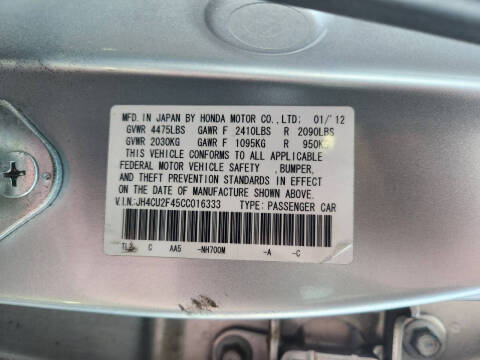 MFD. IN JAPAN BY HONDA MOTOR CO., LTD: 01/'12
GVWR 4475LBS GAWR F 2410LBS R 2090LBS
GVWR 2030KG GAWR F 1095KG R 950KG
THIS VEHICLE CONFORMS TO ALL APPLICABLE
FEDERAL MOTOR VEHICLE SAFETY , BUMPER,
AND THEFT PREVENTION STANDARDS IN EFFECT
ON THE DATE OF MANUFACTURE SHOWN ABOVE.
V.I.N.:JH4CU2F45CC016333 TYPE: PASSENGER CAR
C AA5 -NH700M -A -C